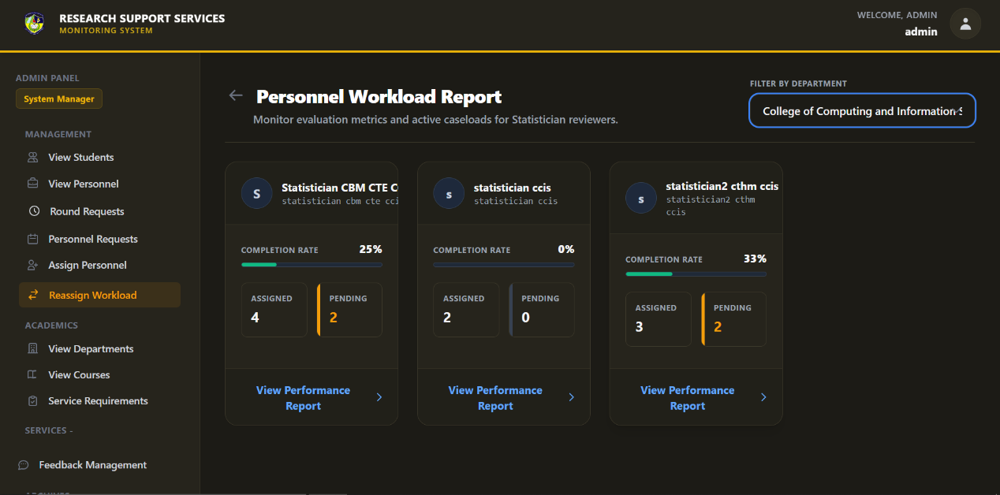 RESEARCH SUPPORT SERVICES
MONITORING SYSTEM
WELCOME, ADMIN
admin
ADMIN PANEL
System Manager
MANAGEMENT
View Students
View Personnel
Round Requests
Personnel Requests
Assign Personnel
Reassign Workload
ACADEMICS
View Departments
View Courses
Service Requirements
SERVICES -
Feedback Management
Personnel Workload Report
Monitor evaluation metrics and active caseloads for Statistician reviewers.
FILTER BY DEPARTMENT
College of Computing and Information
S
Statistician CBM CTE
statistician cbm cte cci
COMPLETION RATE 25%
ASSIGNED
4
PENDING
2
View Performance
Report
s
statistician ccis
statistician ccis
COMPLETION RATE 0%
ASSIGNED
2
PENDING
0
View Performance
Report
s
statistician2 cthm ccis
statistician2 cthm
ccis
COMPLETION RATE 33%
ASSIGNED
3
PENDING
2
View Performance
Report